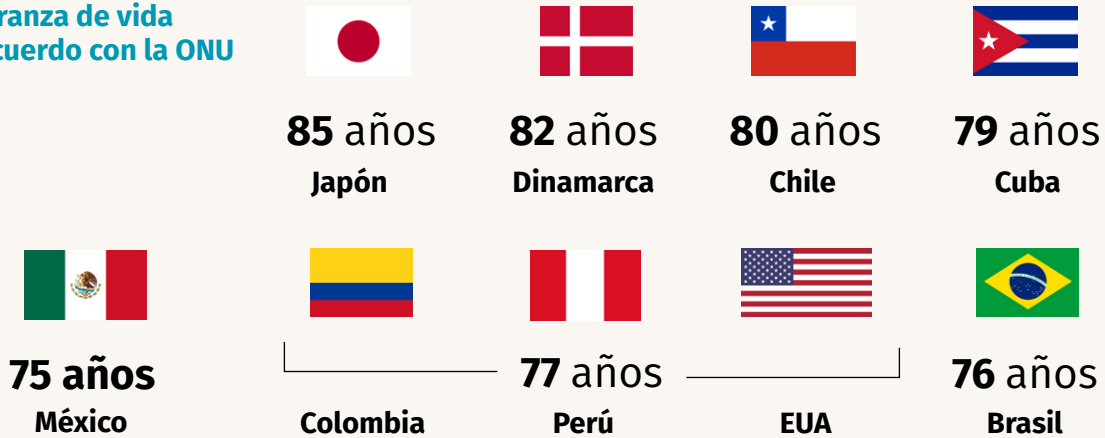 ranza de vida
cuerdo con la ONU
85 años
82 años
80 años
79 años
Japón
Dinamarca
Chile
Cuba
75 años
77 años
76 años
México
Colombia
Perú
EUA
Brasil